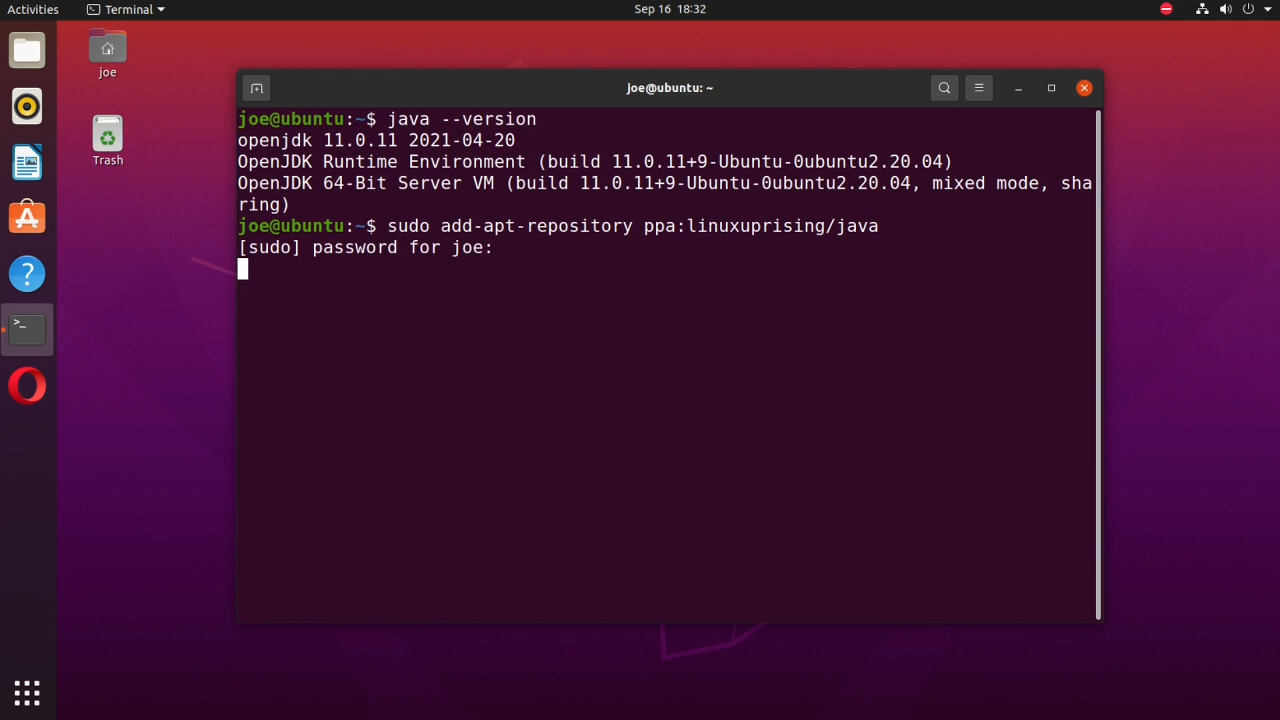 Activities
Terminal
Sep 16 18:32
joe
Trash
joe@ubuntu: ~
joe@ubuntu:~$ java --version
openjdk 11.0.11 2021-04-20
OpenJDK Runtime Environment (build 11.0.11+9-Ubuntu-0ubuntu2.20.04)
OpenJDK 64-Bit Server VM (build 11.0.11+9-Ubuntu-0ubuntu2.20.04, mixed mode, sha
ring)
joe@ubuntu:~$ sudo add-apt-repository ppa:linuxuprising/java
[sudo] password for joe: